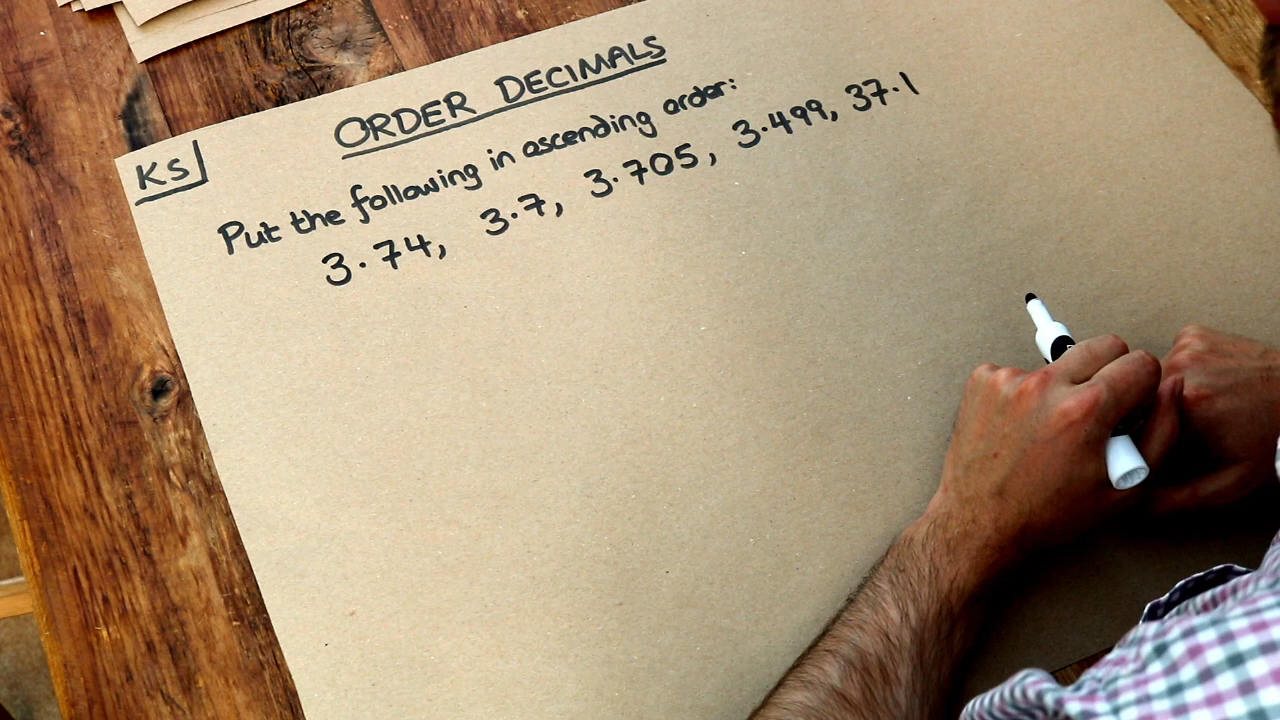 ORDER DECIMALS
KS
Put the following in ascending order:
3.74, 3.7, 3.705, 3.499, 37.1